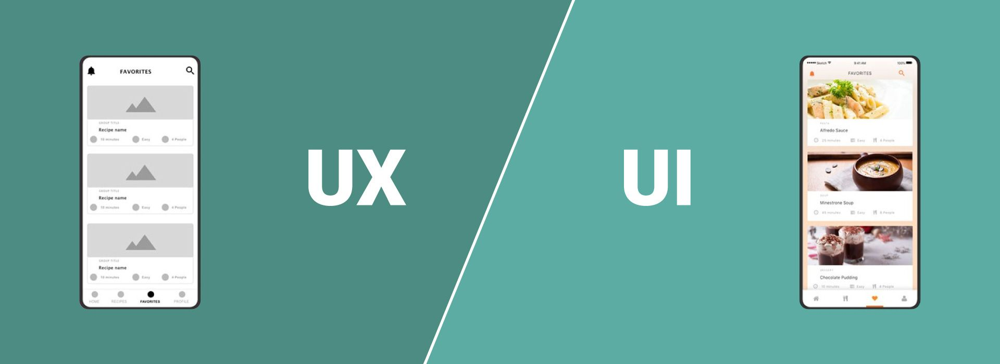 FAVORITES
GROUP TITLE
Recipe name
10 minutes Easy 4 People
GROUP TITLE
Recipe name
10 minutes Easy 4 People
GROUP TITLE
Recipe name
10 minutes Easy 4 People
HOME RECIPES FAVORITES PROFILE
UX
UI
Sketch 9:41 AM 100%
FAVORITES
PASTA
Alfredo Sauce
25 minutes Easy 4 People
SOUP
Minestrone Soup
45 minutes Easy 8 People
DESSERT
Chocolate Pudding
10 minutes Easy 4 People